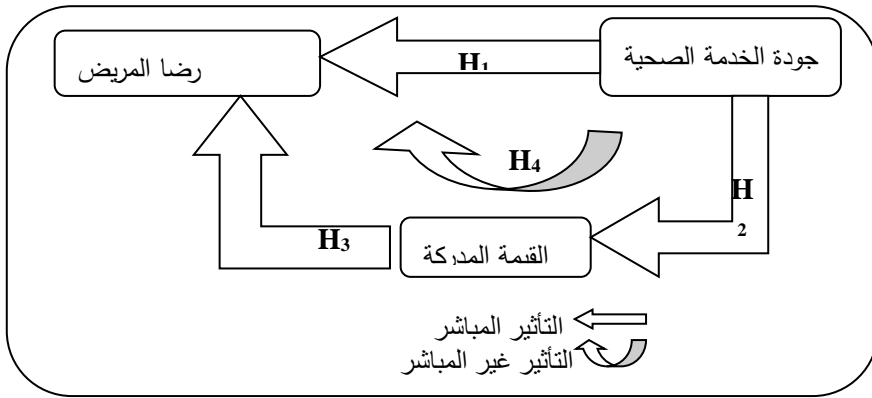 جودة الخدمة الصحية
رضا المريض
H1
H4
H
2
H3
القيمة المدركة
التأثير المباشر
التأثير غير المباشر